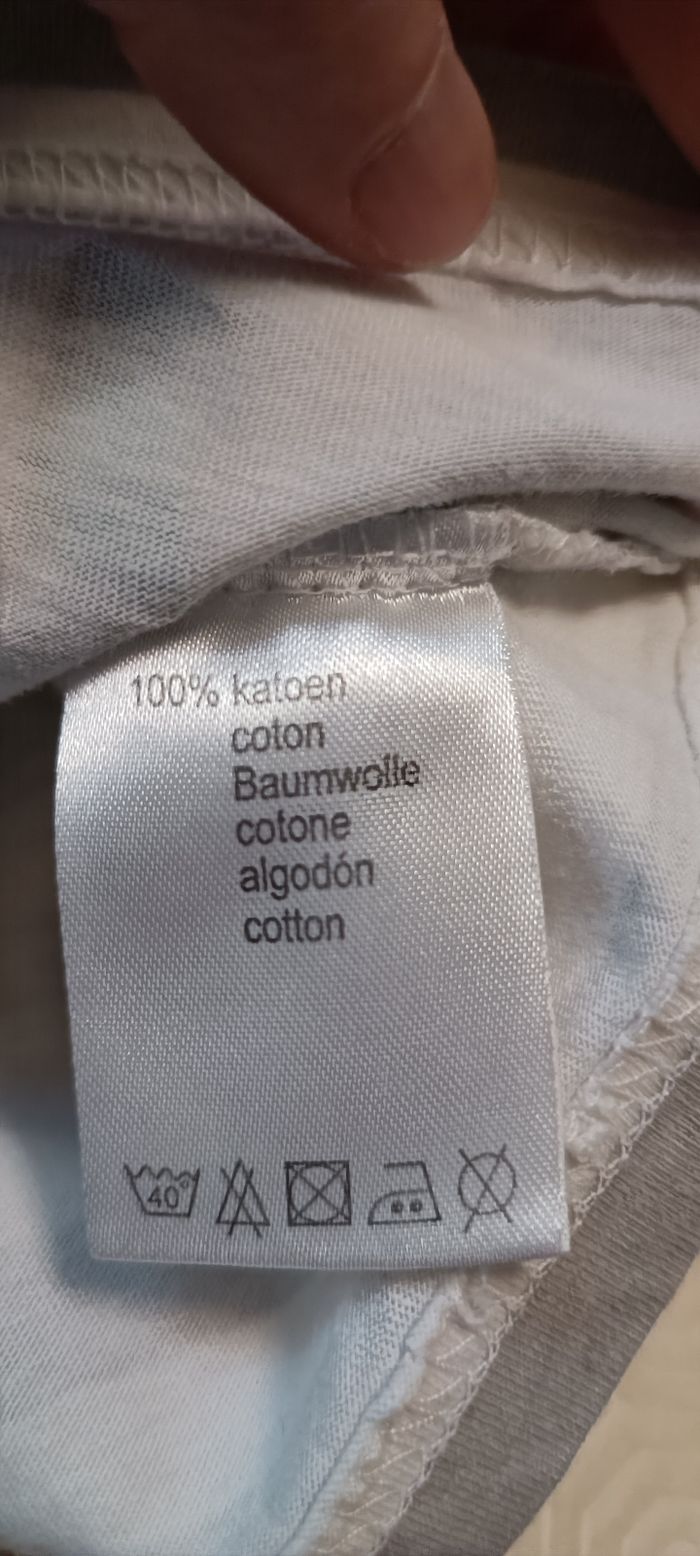 100% katoen
coton
Baumwolle
cotone
algodón
cotton
40°